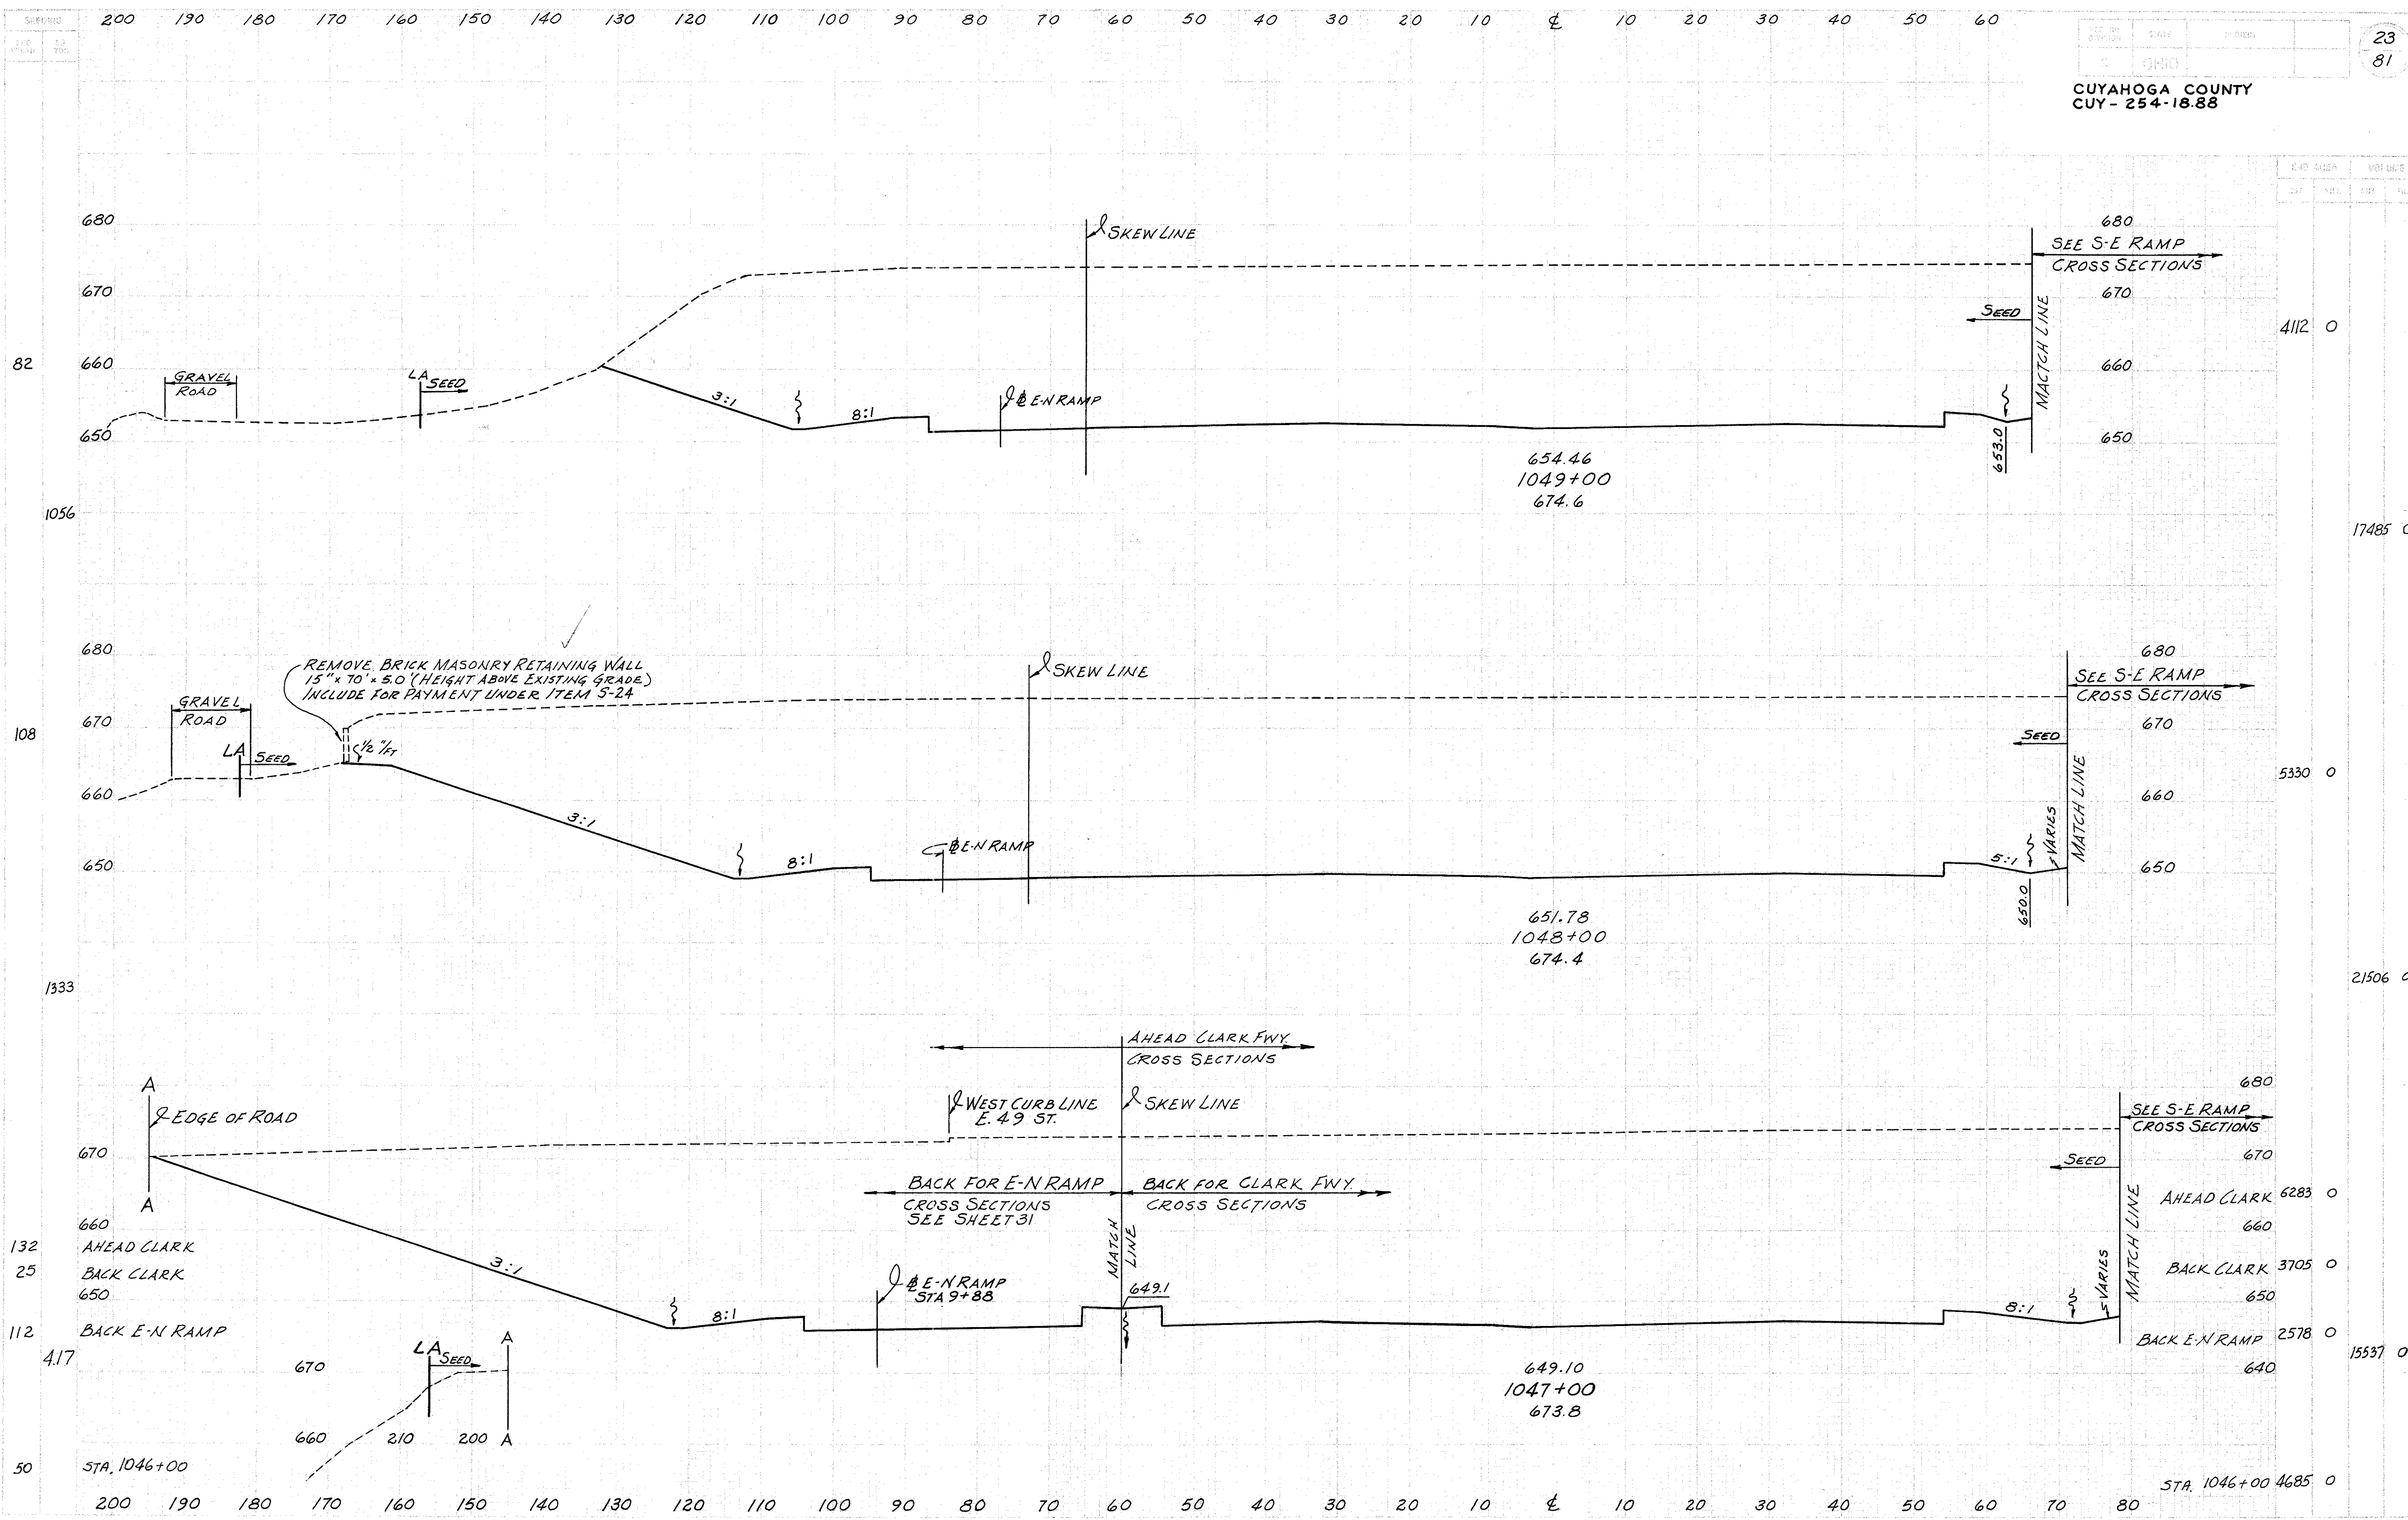 200 190 180 170 160 150 140 130 120 110 100 90 80 70 60 50 40 30 20 10 ℄ 10 20 30 40 50 60
23
81
OHIO
CUYAHOGA COUNTY
CUY-254-18.88
680
670
660
650
82
GRAVEL
ROAD
LA
SEED
3:1
8:1
℄ E-N RAMP
SKEW LINE
680
SEE S-E RAMP
CROSS SECTIONS
670
SEED
MACTCH LINE
660
650
653.0
654.46
1049+00
674.6
4112 0
1056
17485
680
670
660
650
108
REMOVE BRICK MASONRY RETAINING WALL
15" x 70' x 5.0' (HEIGHT ABOVE EXISTING GRADE)
INCLUDE FOR PAYMENT UNDER ITEM S-24
GRAVEL
ROAD
LA
SEED
1/2 "/FT
3:1
8:1
℄ E-N RAMP
SKEW LINE
680
SEE S-E RAMP
CROSS SECTIONS
670
SEED
MATCH LINE
660
VARIES
5:1
650
650.0
651.78
1048+00
674.4
5330 0
1333
21506
AHEAD CLARK FWY.
CROSS SECTIONS
A
EDGE OF ROAD
A
WEST CURB LINE
E. 49 ST.
SKEW LINE
680
SEE S-E RAMP
CROSS SECTIONS
670
670
SEED
BACK FOR E-N RAMP
CROSS SECTIONS
SEE SHEET 31
BACK FOR CLARK FWY.
CROSS SECTIONS
MATCH
LINE
AHEAD CLARK 6283 0
660
660
132 AHEAD CLARK
25 BACK CLARK
650
112 BACK E-N RAMP
3:1
8:1
℄ E-N RAMP
STA 9+88
649.1
8:1
VARIES
MATCH LINE
BACK CLARK 3705 0
650
BACK E-N RAMP 2578 0
640
417
15537 0
649.10
1047+00
673.8
LA
SEED
A
670
660 210 200 A
50 STA. 1046+00
STA. 1046+00 4685 0
200 190 180 170 160 150 140 130 120 110 100 90 80 70 60 50 40 30 20 10 ℄ 10 20 30 40 50 60 70 80